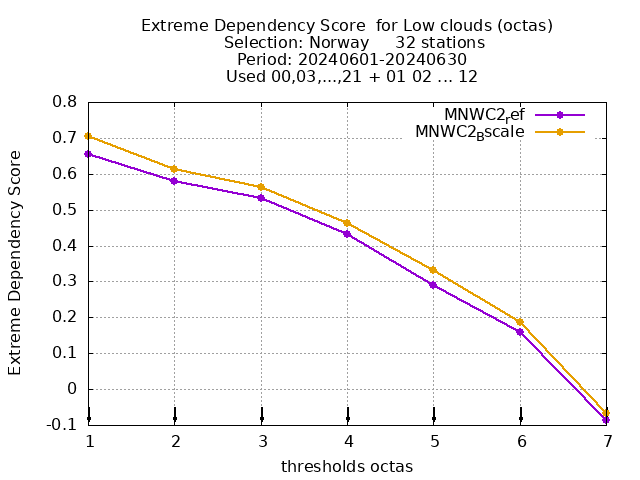 Extreme Dependency Score  for Low clouds (octas)
Selection: Norway     32 stations
Period: 20240601-20240630
Used 00,03,...,21 + 01 02 ... 12
MNWC2_ref
MNWC2_Bscale
Extreme Dependency Score
0.8
0.7
0.6
0.5
0.4
0.3
0.2
0.1
0
-0.1
1 2 3 4 5 6 7
thresholds octas